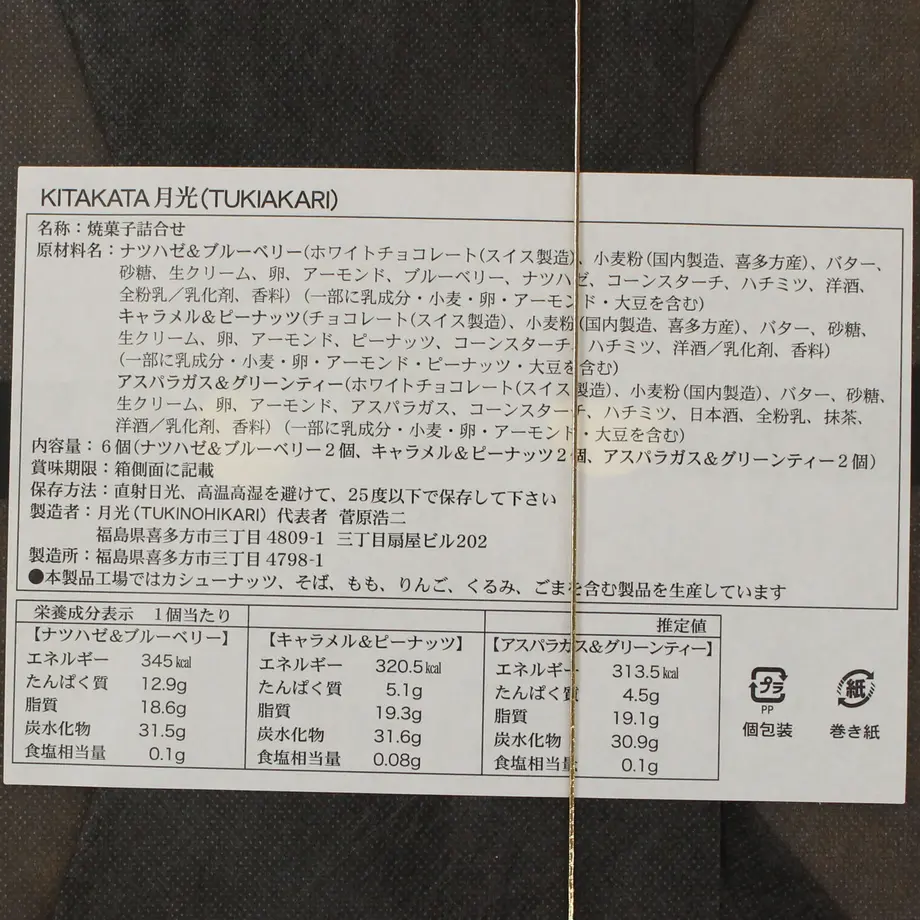 KITAKATA 月光(TUKIAKARI)
名称：焼菓子詰合せ
原材料名：ナツハゼ&ブルーベリー(ホワイトチョコレート(スイス製造)、小麦粉(国内製造、喜多方産)、バター、
砂糖、生クリーム、卵、アーモンド、ブルーベリー、ナツハゼ、コーンスターチ、ハチミツ、洋酒、
全粉乳／乳化剤、香料) (一部に乳成分・小麦・卵・アーモンド・大豆を含む)
キャラメル&ピーナッツ(チョコレート(スイス製造)、小麦粉(国内製造、喜多方産)、バター、砂糖、
生クリーム、卵、アーモンド、ピーナッツ、コーンスターチ、ハチミツ、洋酒／乳化剤、香料)
(一部に乳成分・小麦・卵・アーモンド・ピーナッツ・大豆を含む)
アスパラガス&グリーンティー(ホワイトチョコレート(スイス製造)、小麦粉(国内製造)、バター、砂糖、
生クリーム、卵、アーモンド、アスパラガス、コーンスターチ、ハチミツ、日本酒、全粉乳、抹茶、
洋酒／乳化剤、香料) (一部に乳成分・小麦・卵・アーモンド・大豆を含む)
内容量：6個(ナツハゼ&ブルーベリー2個、キャラメル&ピーナッツ2個、アスパラガス&グリーンティー2個)
賞味期限：箱側面に記載
保存方法：直射日光、高温高湿を避けて、25度以下で保存して下さい
製造者：月光(TUKINOHIKARI) 代表者 菅原浩二
福島県喜多方市三丁目4809-1 三丁目扇屋ビル202
製造所：福島県喜多方市三丁目4798-1
●本製品工場ではカシューナッツ、そば、もも、りんご、くるみ、ごまを含む製品を生産しています
栄養成分表示 1個当たり
推定値
【ナツハゼ&ブルーベリー】
エネルギー 345kcal
たんぱく質 12.9g
脂質 18.6g
炭水化物 31.5g
食塩相当量 0.1g
【キャラメル&ピーナッツ】
エネルギー 320.5kcal
たんぱく質 5.1g
脂質 19.3g
炭水化物 31.6g
食塩相当量 0.08g
【アスパラガス&グリーンティー】
エネルギー 313.5kcal
たんぱく質 4.5g
脂質 19.1g
炭水化物 30.9g
食塩相当量 0.1g
プラ
PP
個包装
紙
巻き紙